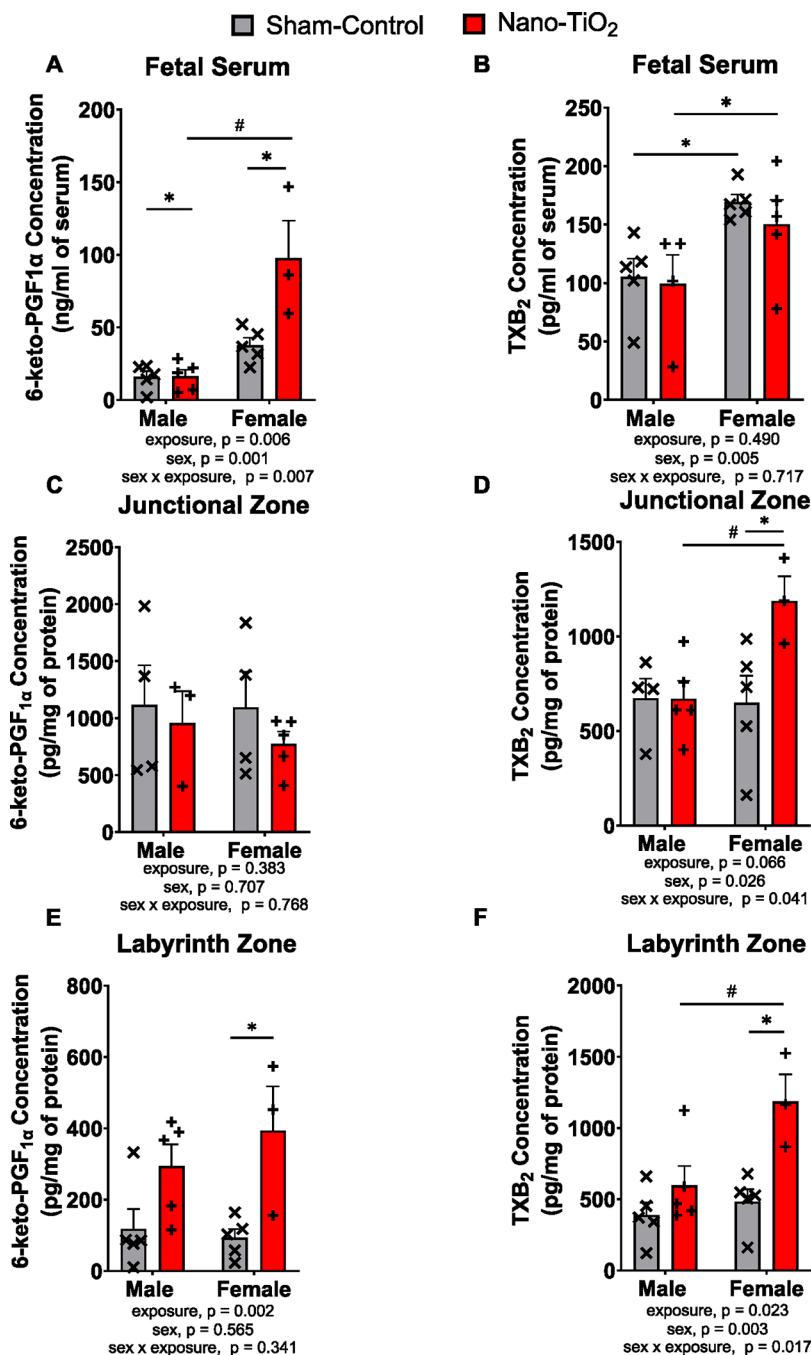 Sham-Control Nano-TiO₂
A
Fetal Serum
6-keto-PGF1α Concentration
(ng/ml of serum)
200
150
100
50
0
*
#
*
Male Female
exposure, p = 0.006
sex, p = 0.001
sex x exposure, p = 0.007
B
Fetal Serum
TXB₂ Concentration
(pg/ml of serum)
250
200
150
100
50
0
*
*
Male Female
exposure, p = 0.490
sex, p = 0.005
sex x exposure, p = 0.717
C
Junctional Zone
6-keto-PGF₁α Concentration
(pg/mg of protein)
2500
2000
1500
1000
500
0
Male Female
exposure, p = 0.383
sex, p = 0.707
sex x exposure, p = 0.768
D
Junctional Zone
TXB₂ Concentration
(pg/mg of protein)
1500
1000
500
0
#
*
Male Female
exposure, p = 0.066
sex, p = 0.026
sex x exposure, p = 0.041
E
Labyrinth Zone
6-keto-PGF₁α Concentration
(pg/mg of protein)
800
600
400
200
0
*
Male Female
exposure, p = 0.002
sex, p = 0.565
sex x exposure, p = 0.341
F
Labyrinth Zone
TXB₂ Concentration
(pg/mg of protein)
2000
1500
1000
500
0
#
*
Male Female
exposure, p = 0.023
sex, p = 0.003
sex x exposure, p = 0.017